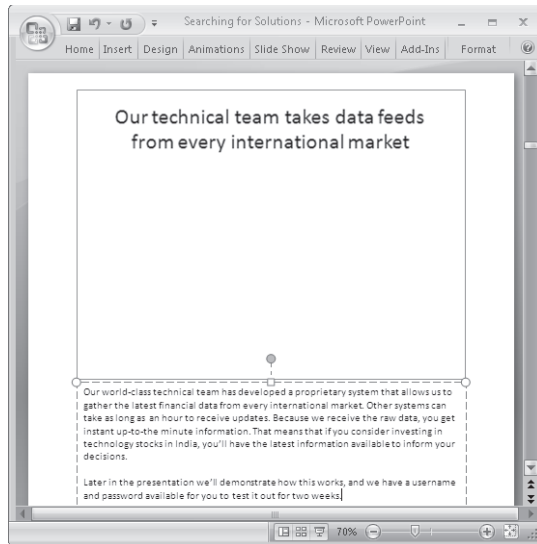 Searching for Solutions - Microsoft PowerPoint
Home Insert Design Animations Slide Show Review View Add-Ins Format
Our technical team takes data feeds
from every international market
Our world-class technical team has developed a proprietary system that allows us to
gather the latest financial data from every international market. Other systems can
take as long as an hour to receive updates. Because we receive the raw data, you get
instant up-to-the minute information. That means that if you consider investing in
technology stocks in India, you'll have the latest information available to inform your
decisions.
Later in the presentation we'll demonstrate how this works, and we have a username
and password available for you to test it out for two weeks.
70%